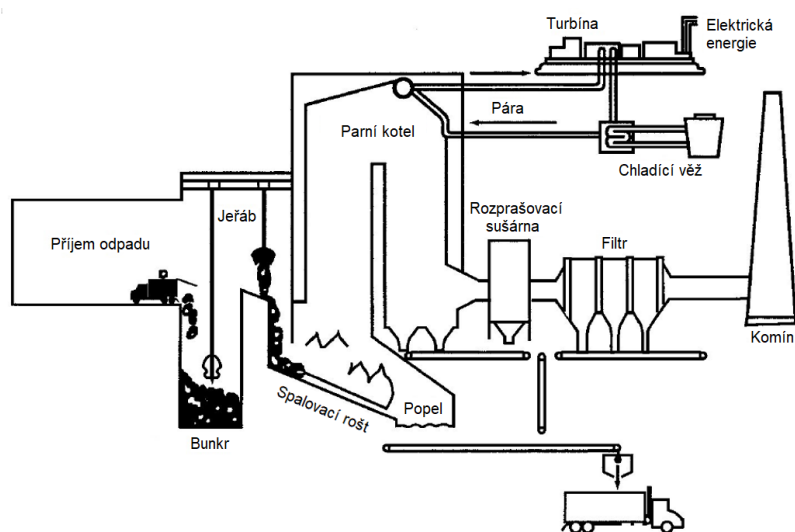 Turbína
Elektrická
energie
Pára
Parní kotel
Chladící věž
Jeřáb
Rozprašovací
sušárna
Příjem odpadu
Filtr
Komín
Spalovací rošt
Popel
Bunkr